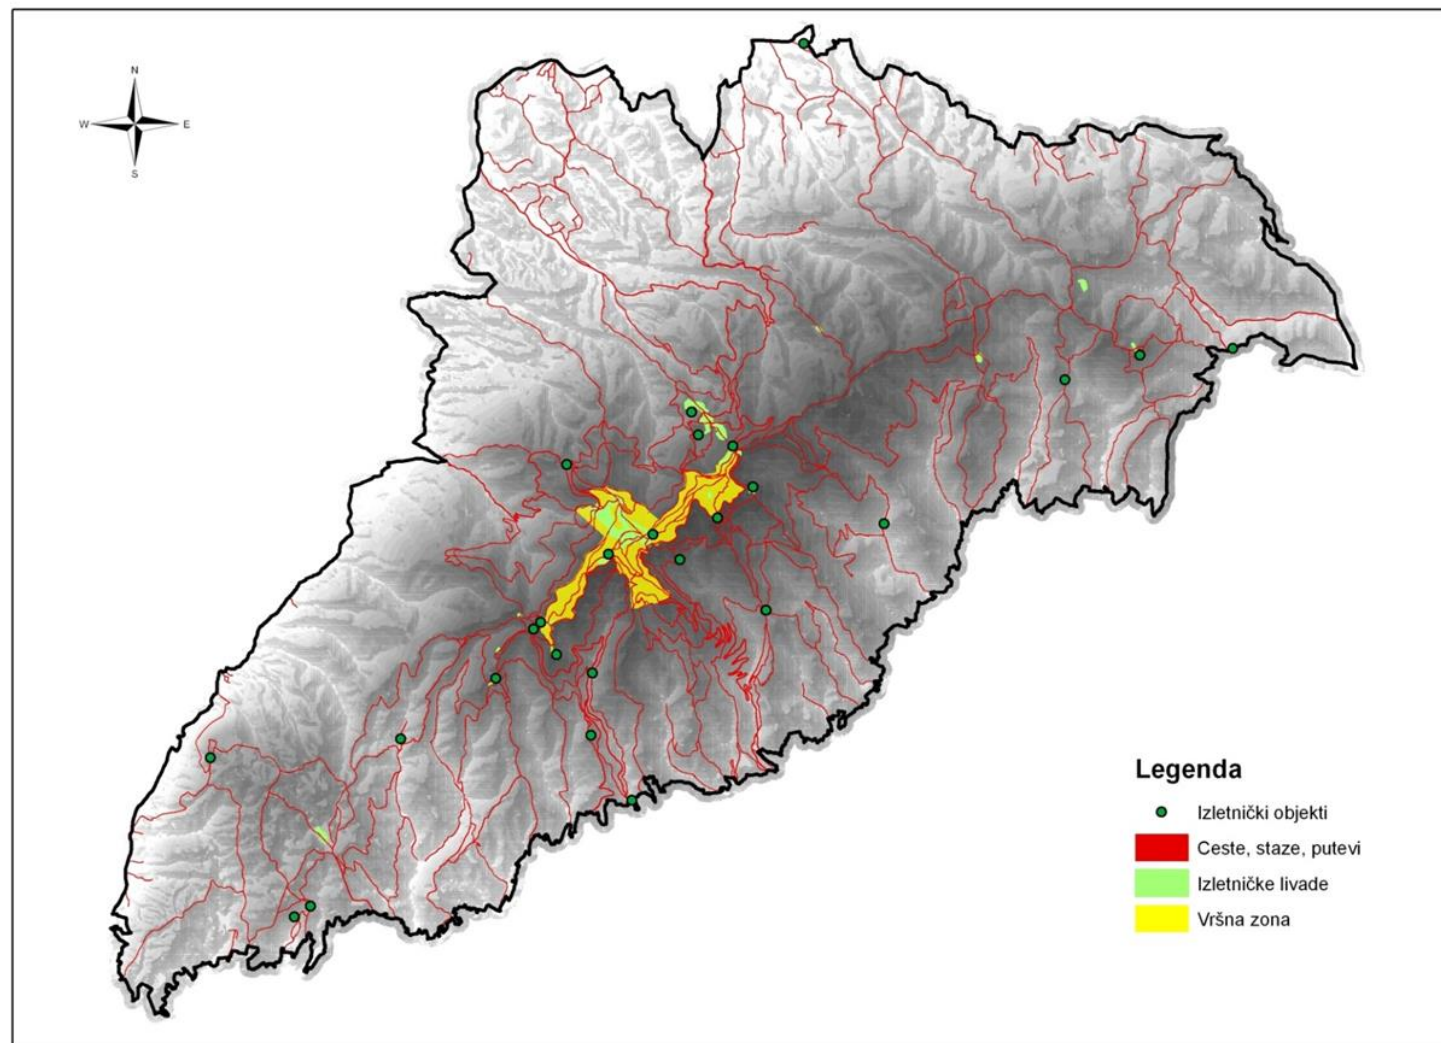 N
W E
S
Legenda
Izletnički objekti
Ceste, staze, putevi
Izletničke livade
Vršna zona